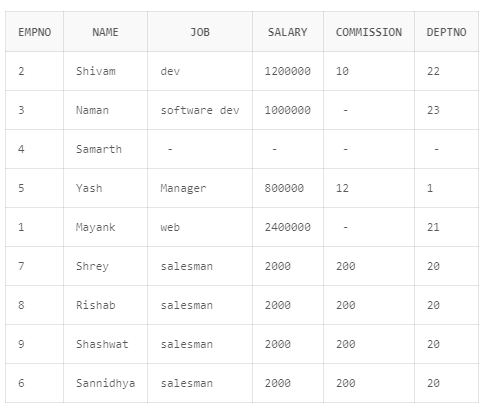 EMPNO NAME JOB SALARY COMMISSION DEPTNO
2 Shivam dev 1200000 10 22
3 Naman software dev 1000000 - 23
4 Samarth - - - -
5 Yash Manager 800000 12 1
1 Mayank web 2400000 - 21
7 Shrey salesman 2000 200 20
8 Rishab salesman 2000 200 20
9 Shashwat salesman 2000 200 20
6 Sannidhya salesman 2000 200 20